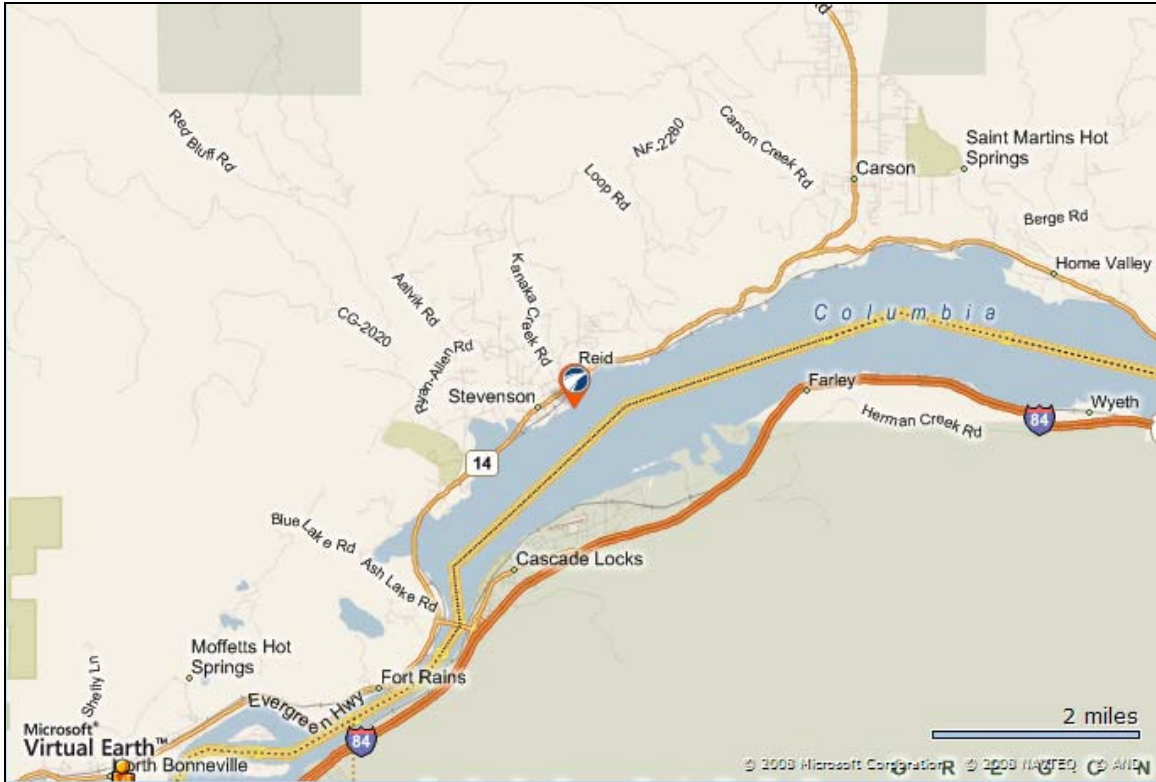 Red Bluff Rd
NF-2280
Carson Creek Rd
Saint Martins Hot
Springs
Loop Rd
Carson
Berge Rd
Kanaka Creek Rd
Home Valley
Aalvik Rd
CG-2020
Columbia
Ryan-Allen Rd
Reid
Stevenson
Farley
Wyeth
Herman Creek Rd
84
14
Blue Lake Rd
Cascade Locks
Ash Lake Rd
Moffetts Hot
Springs
Fort Rains
Shelly Ln
Evergreen Hwy
84
2 miles
Microsoft®
Virtual Earth™
North Bonneville
© 2008 Microsoft Corporation © 2008 NAVTEQ © AND
O R E G O N